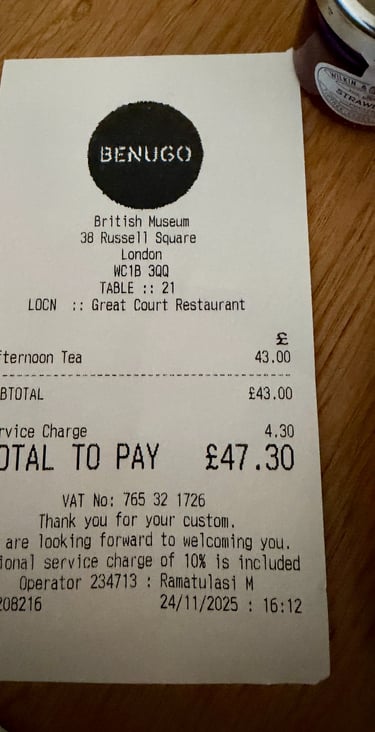 BENUGO
British Museum
38 Russell Square
London
WC1B 3QQ
TABLE :: 21
LOCN :: Great Court Restaurant
£
fternoon Tea 43.00
BTOTAL £43.00
rvice Charge 4.30
OTAL TO PAY £47.30
VAT No: 765 32 1726
Thank you for your custom.
are looking forward to welcoming you.
ional service charge of 10% is included
Operator 234713 : Ramatulasi M
208216 24/11/2025 : 16:12
WILKIN &
STRAW